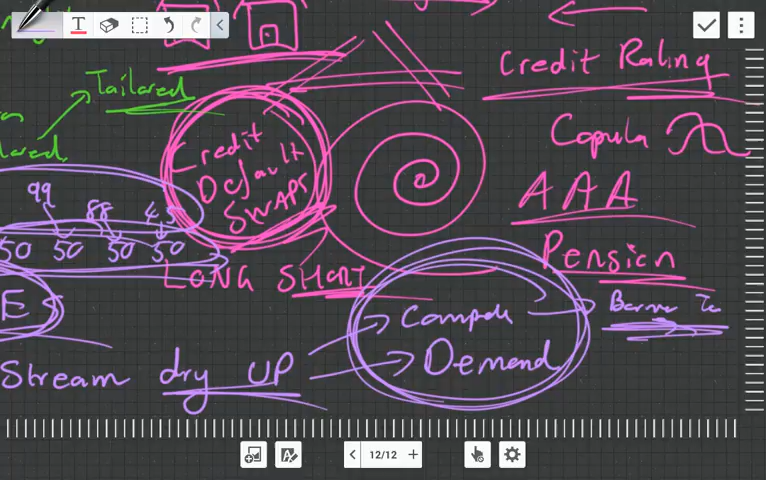 T
Credit Rating
Tailored
Copula
Credit
Default
SWAPS
AAA
99 88 45
50 50 50 50
LONG SHORT
Pension
E
Stream dry UP
Demand
12/12